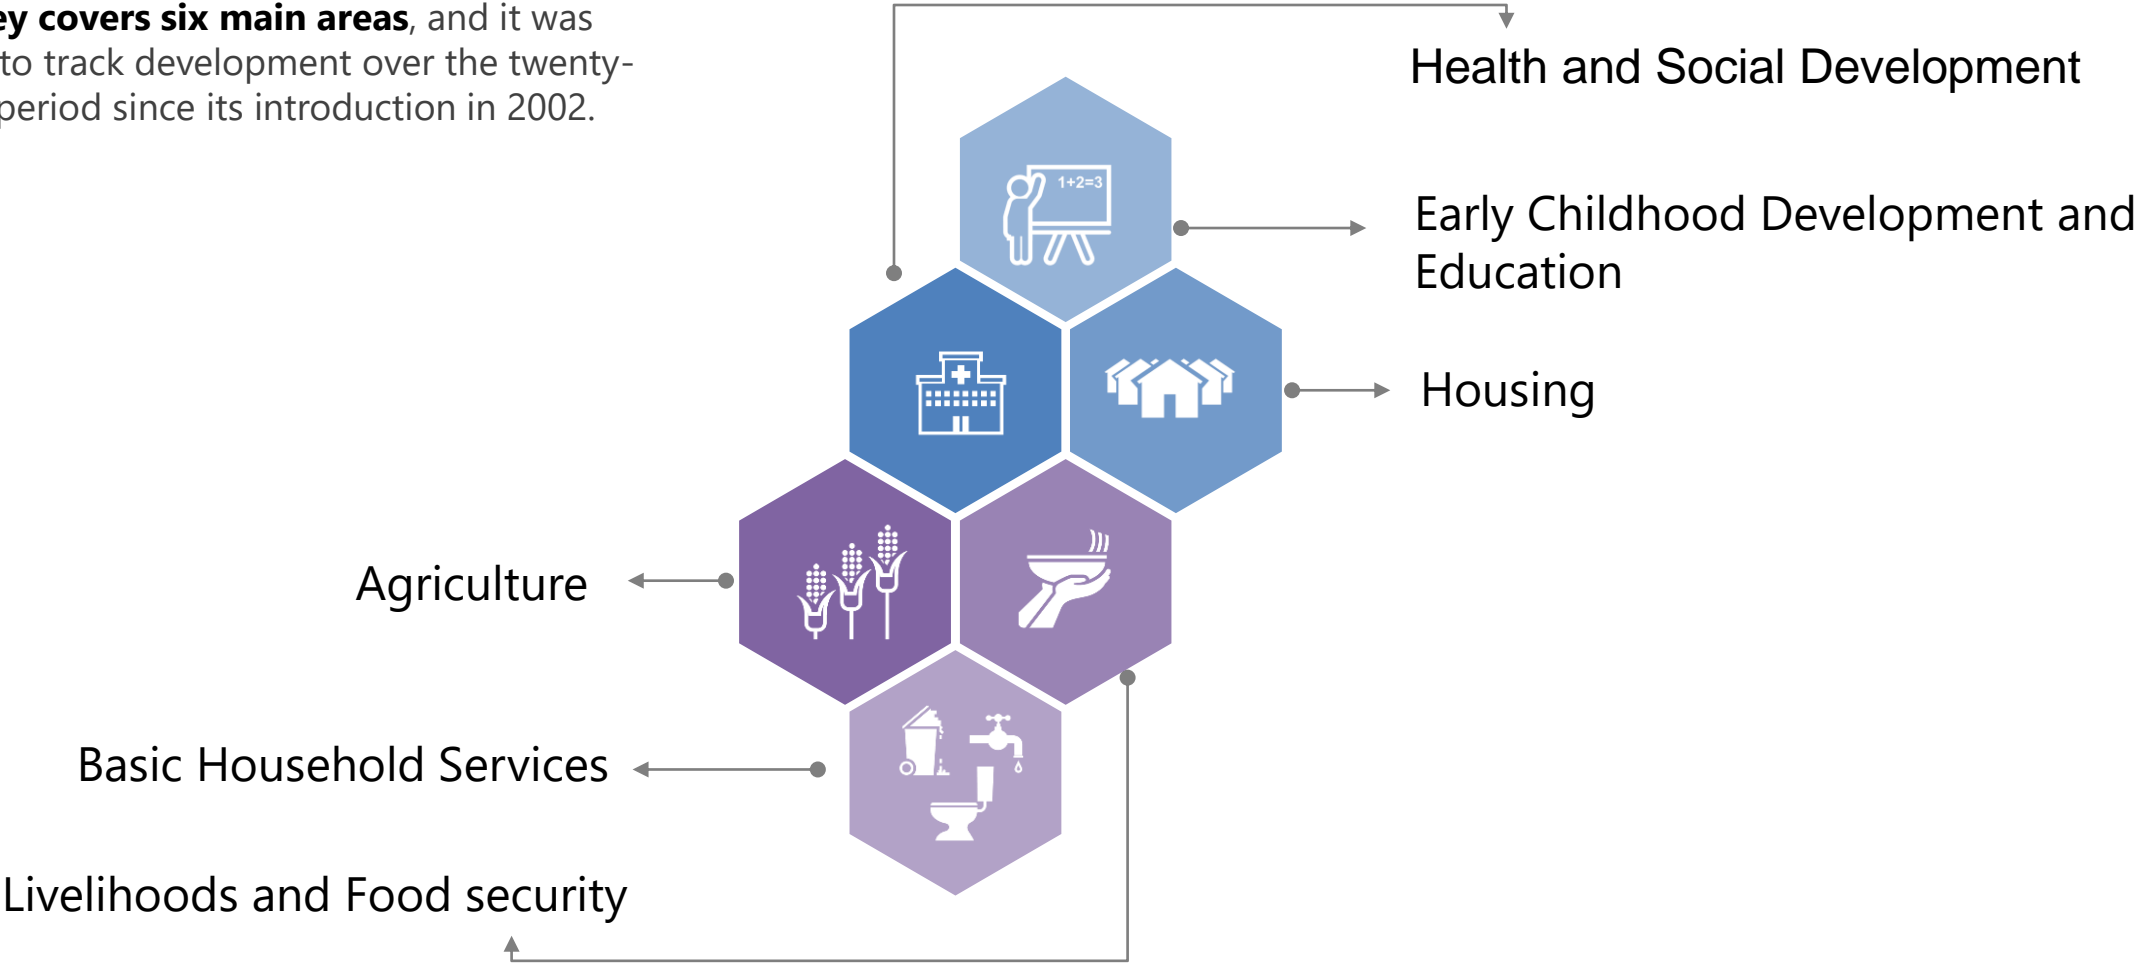 ey covers six main areas, and it was
to track development over the twenty-
period since its introduction in 2002.
Health and Social Development
1+2=3
Early Childhood Development and
Education
Housing
Agriculture
Basic Household Services
Livelihoods and Food security